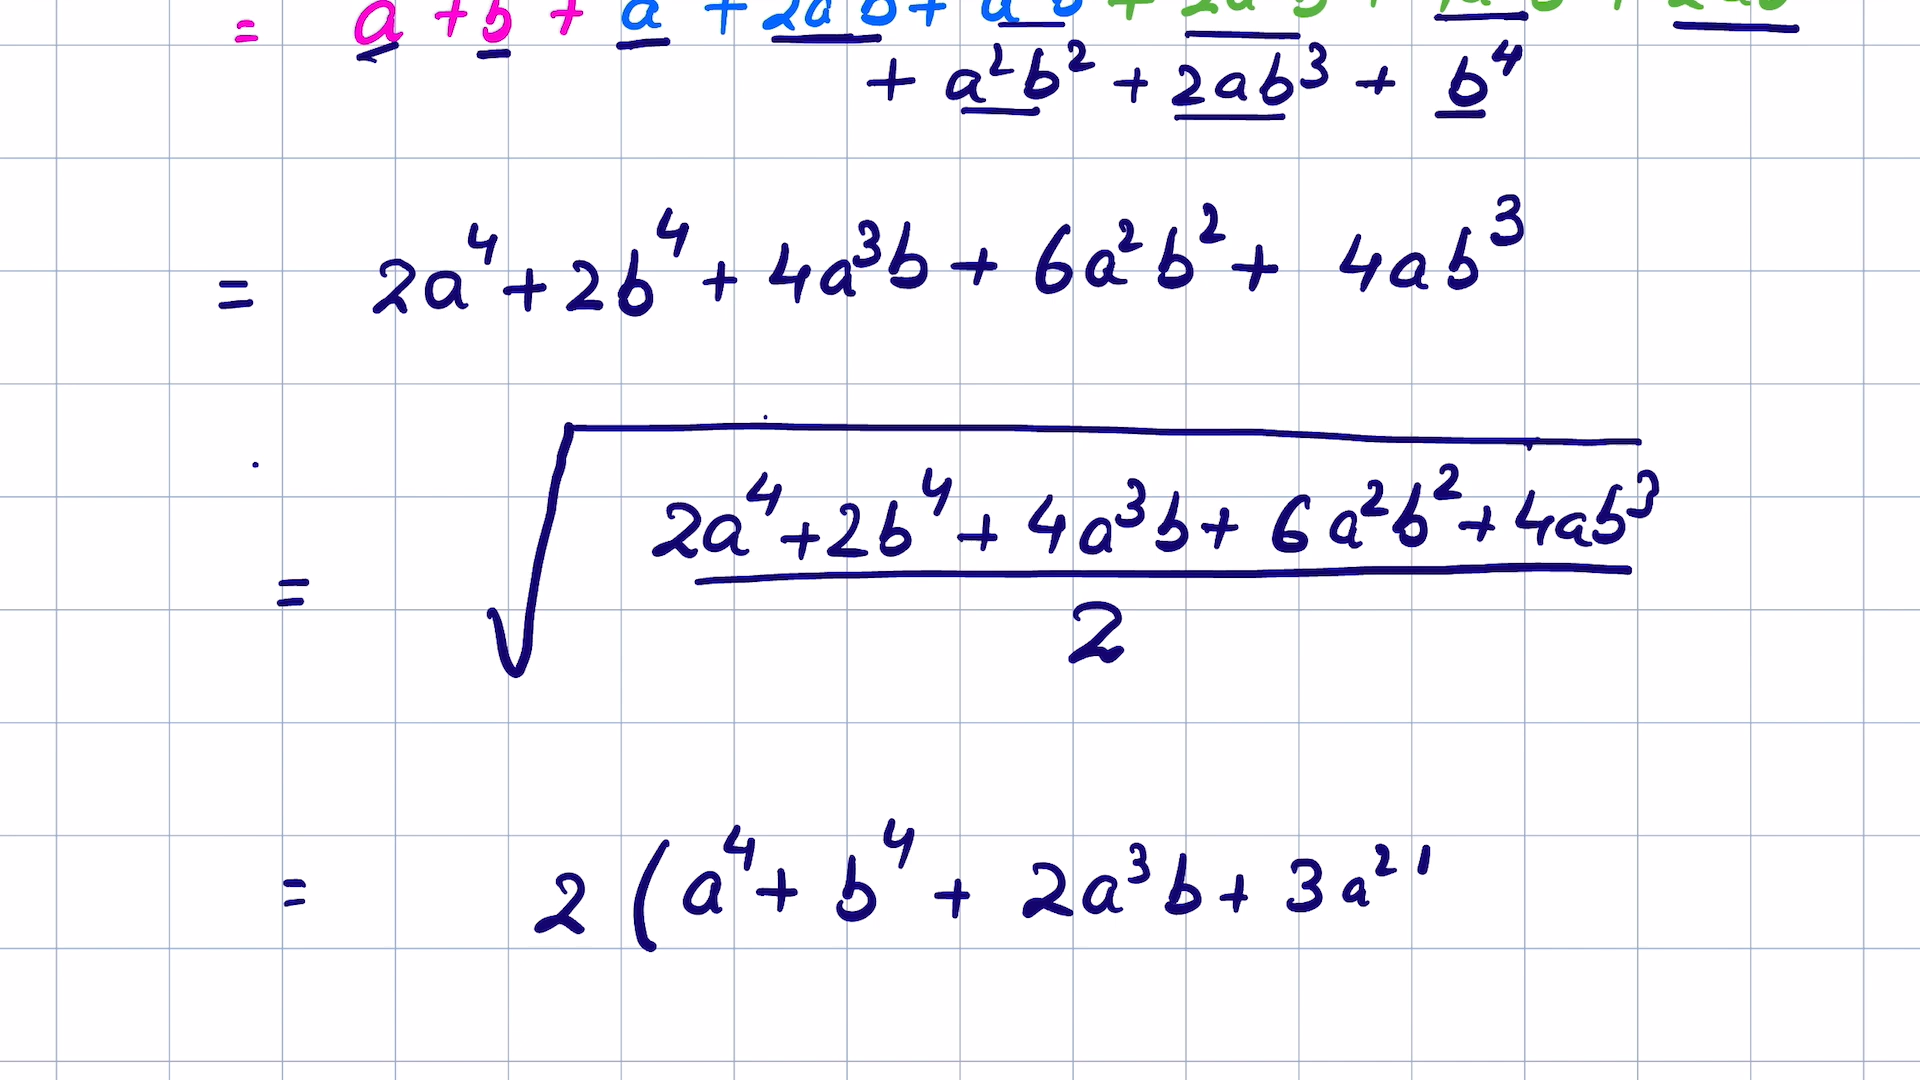 = a + b + a + 2a b +
+ a²b² + 2ab³ + b⁴
= 2a⁴ + 2b⁴ + 4a³b + 6a²b² + 4ab³
= √(2a⁴ + 2b⁴ + 4a³b + 6a²b² + 4ab³
2
= 2 ( a⁴ + b⁴ + 2a³b + 3a²